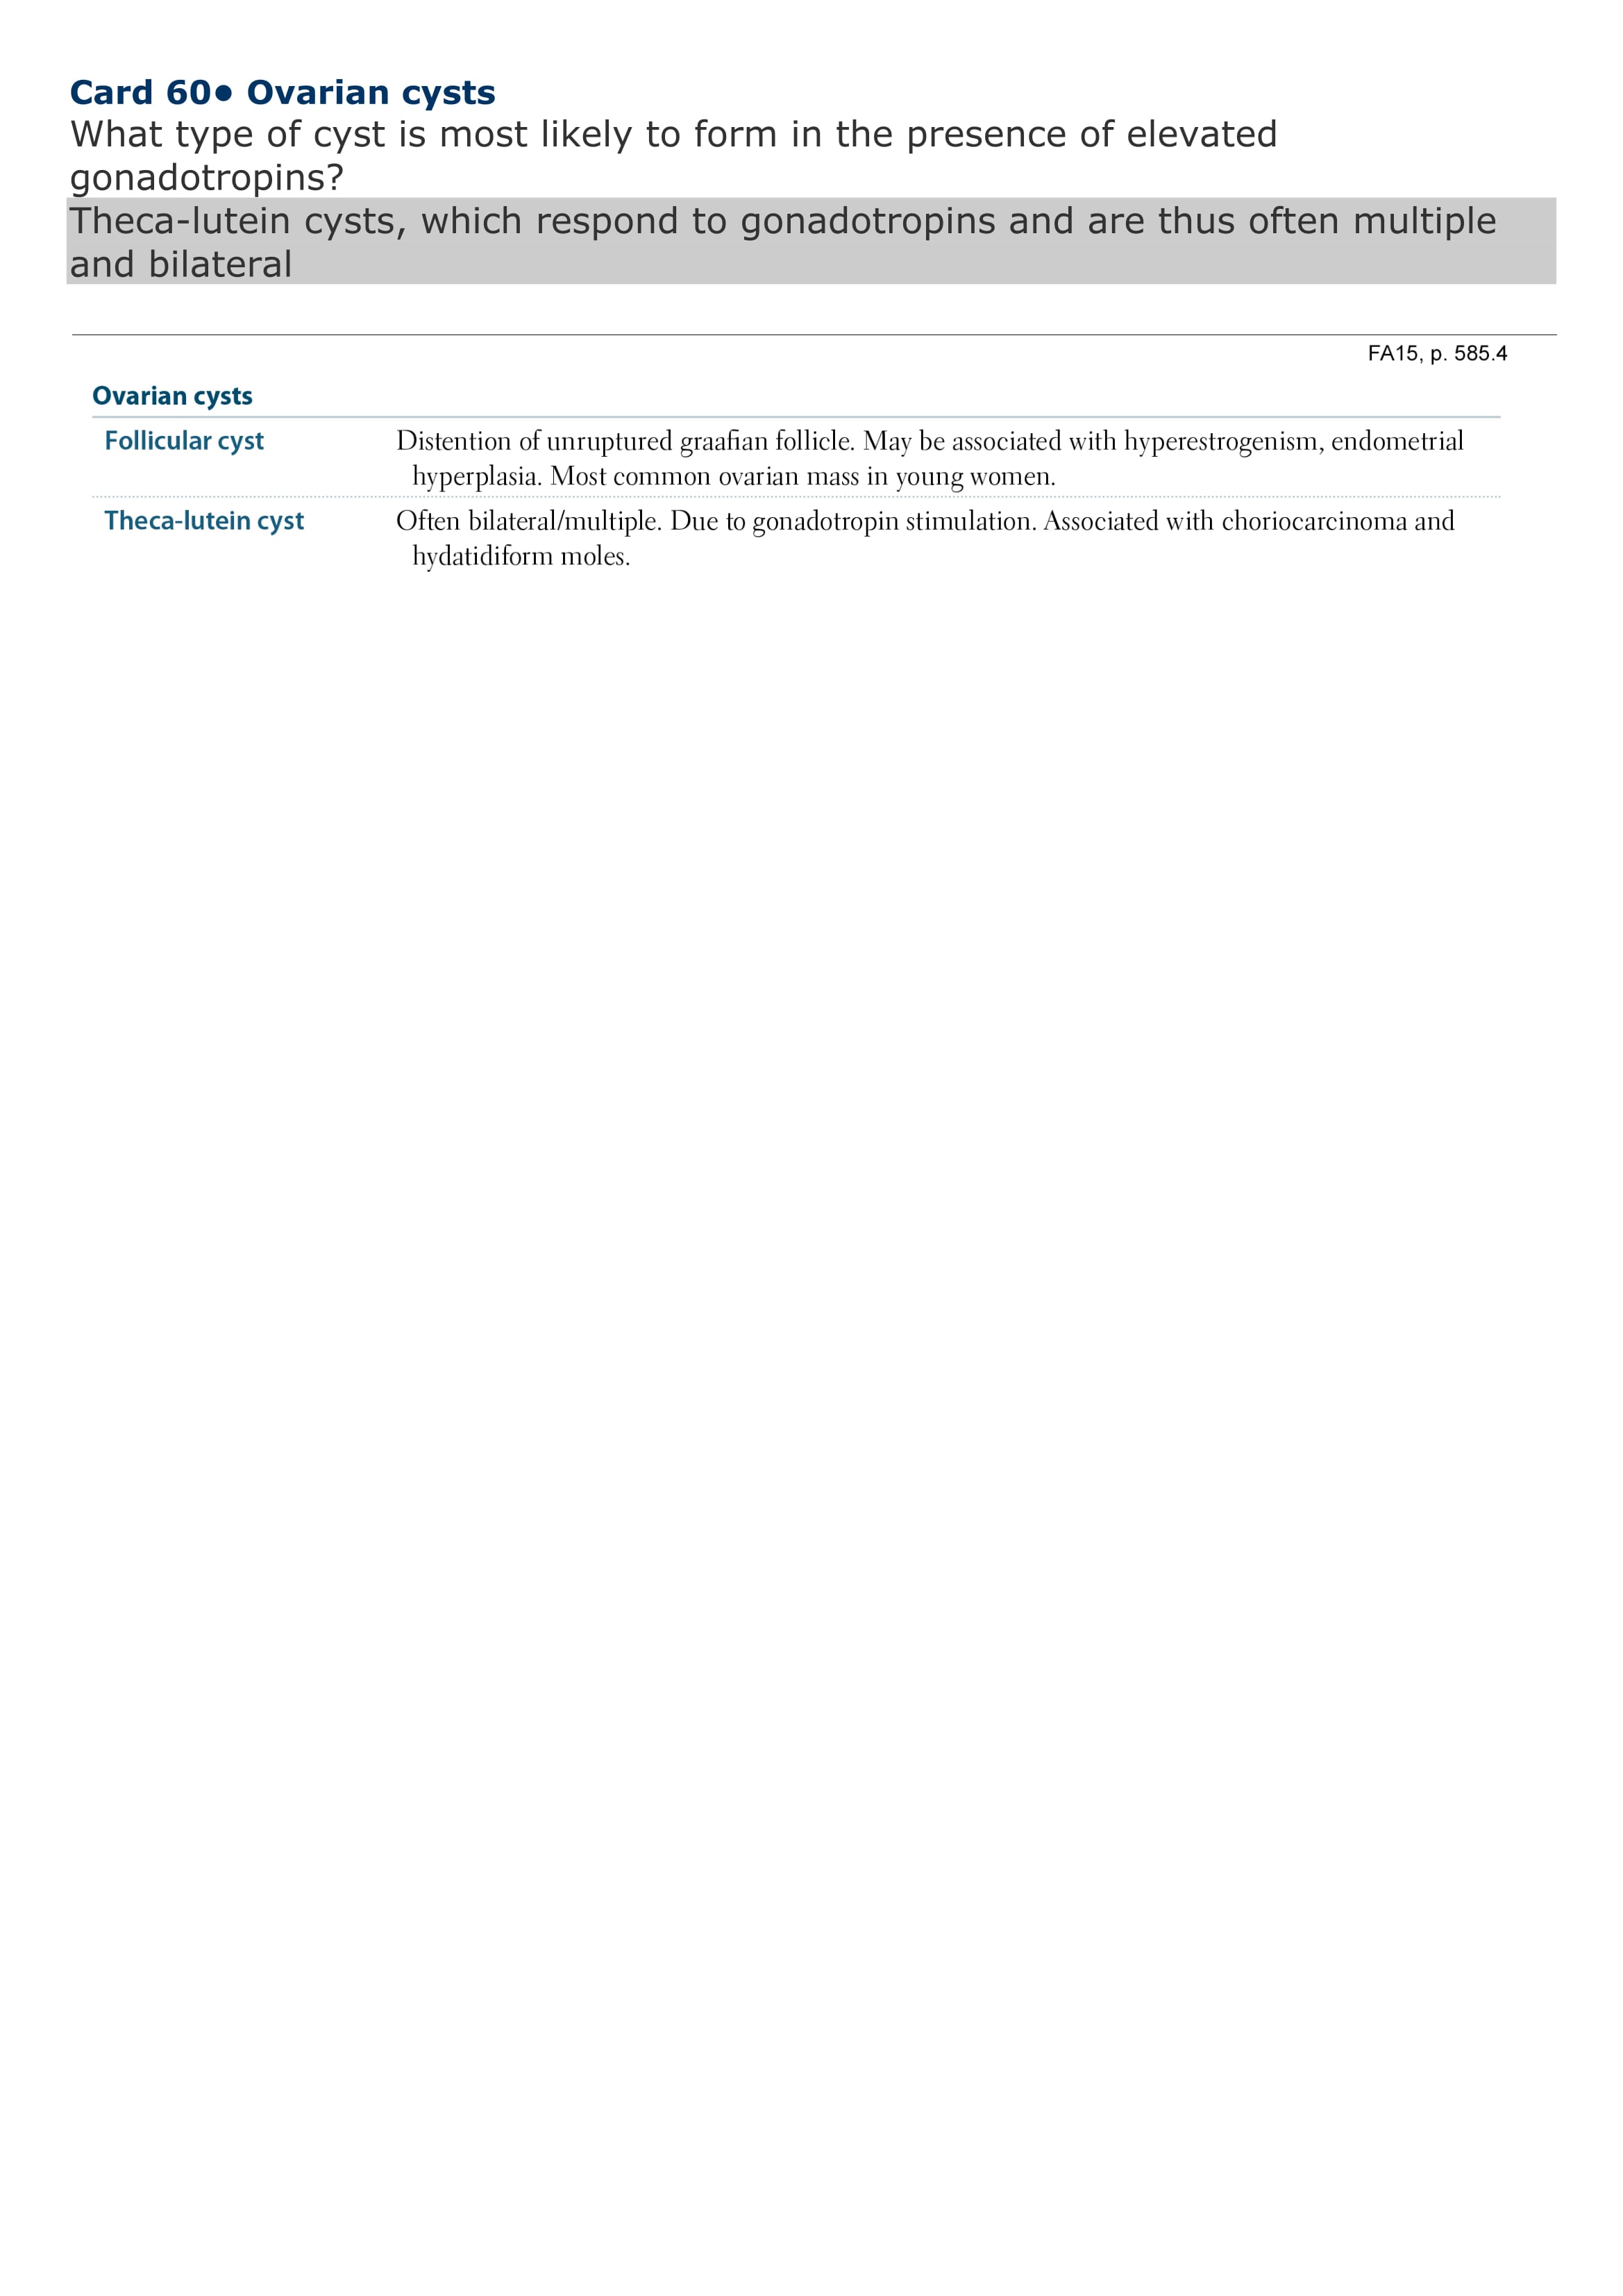 Card 60● Ovarian cysts
What type of cyst is most likely to form in the presence of elevated
gonadotropins?
Theca-lutein cysts, which respond to gonadotropins and are thus often multiple
and bilateral
FA15, p. 585.4
Ovarian cysts
Follicular cyst Distention of unruptured graafian follicle. May be associated with hyperestrogenism, endometrial
hyperplasia. Most common ovarian mass in young women.
Theca-lutein cyst Often bilateral/multiple. Due to gonadotropin stimulation. Associated with choriocarcinoma and
hydatidiform moles.